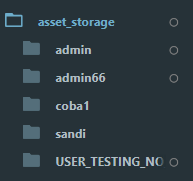 asset_storage
admin
admin66
coba1
sandi
USER_TESTING_NO